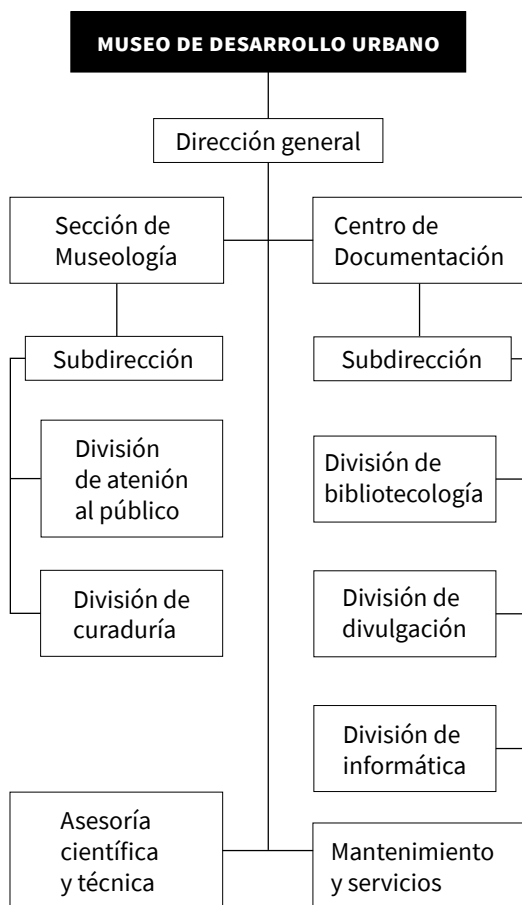 MUSEO DE DESARROLLO URBANO
Dirección general
Sección de
Museología
Centro de
Documentación
Subdirección
Subdirección
División
de atenión
al público
División de
bibliotecología
División de
curaduría
División de
divulgación
División de
informática
Asesoría
científica
y técnica
Mantenimiento
y servicios